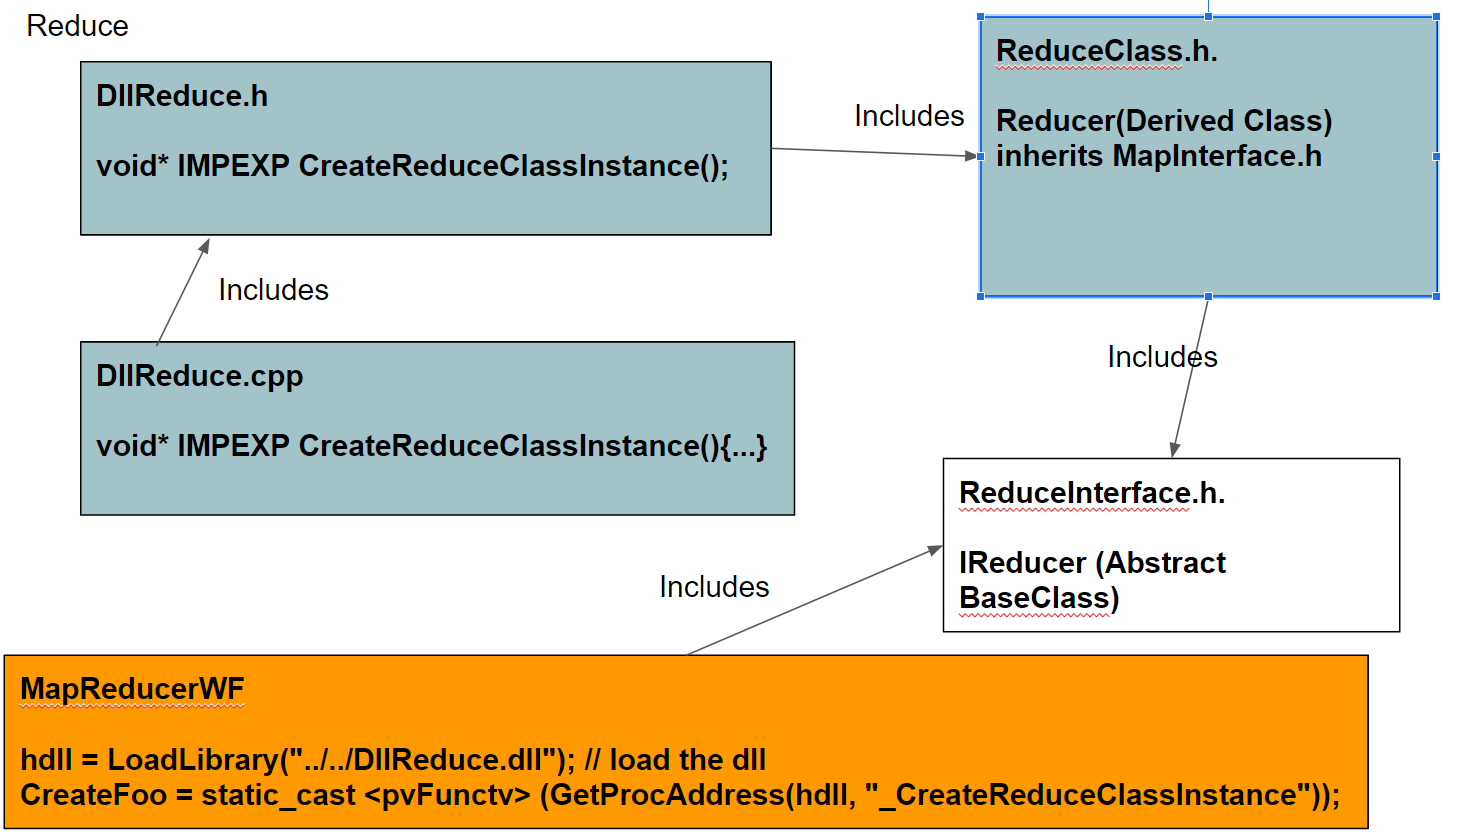 Reduce
DllReduce.h
void* IMPEXP CreateReduceClassInstance();
Includes
ReduceClass.h.
Reducer(Derived Class)
inherits MapInterface.h
Includes
DllReduce.cpp
void* IMPEXP CreateReduceClassInstance(){...}
Includes
ReduceInterface.h.
IReducer (Abstract
BaseClass)
Includes
MapReducerWF
hdll = LoadLibrary("../../DllReduce.dll"); // load the dll
CreateFoo = static_cast <pvFunctv> (GetProcAddress(hdll, "_CreateReduceClassInstance"));